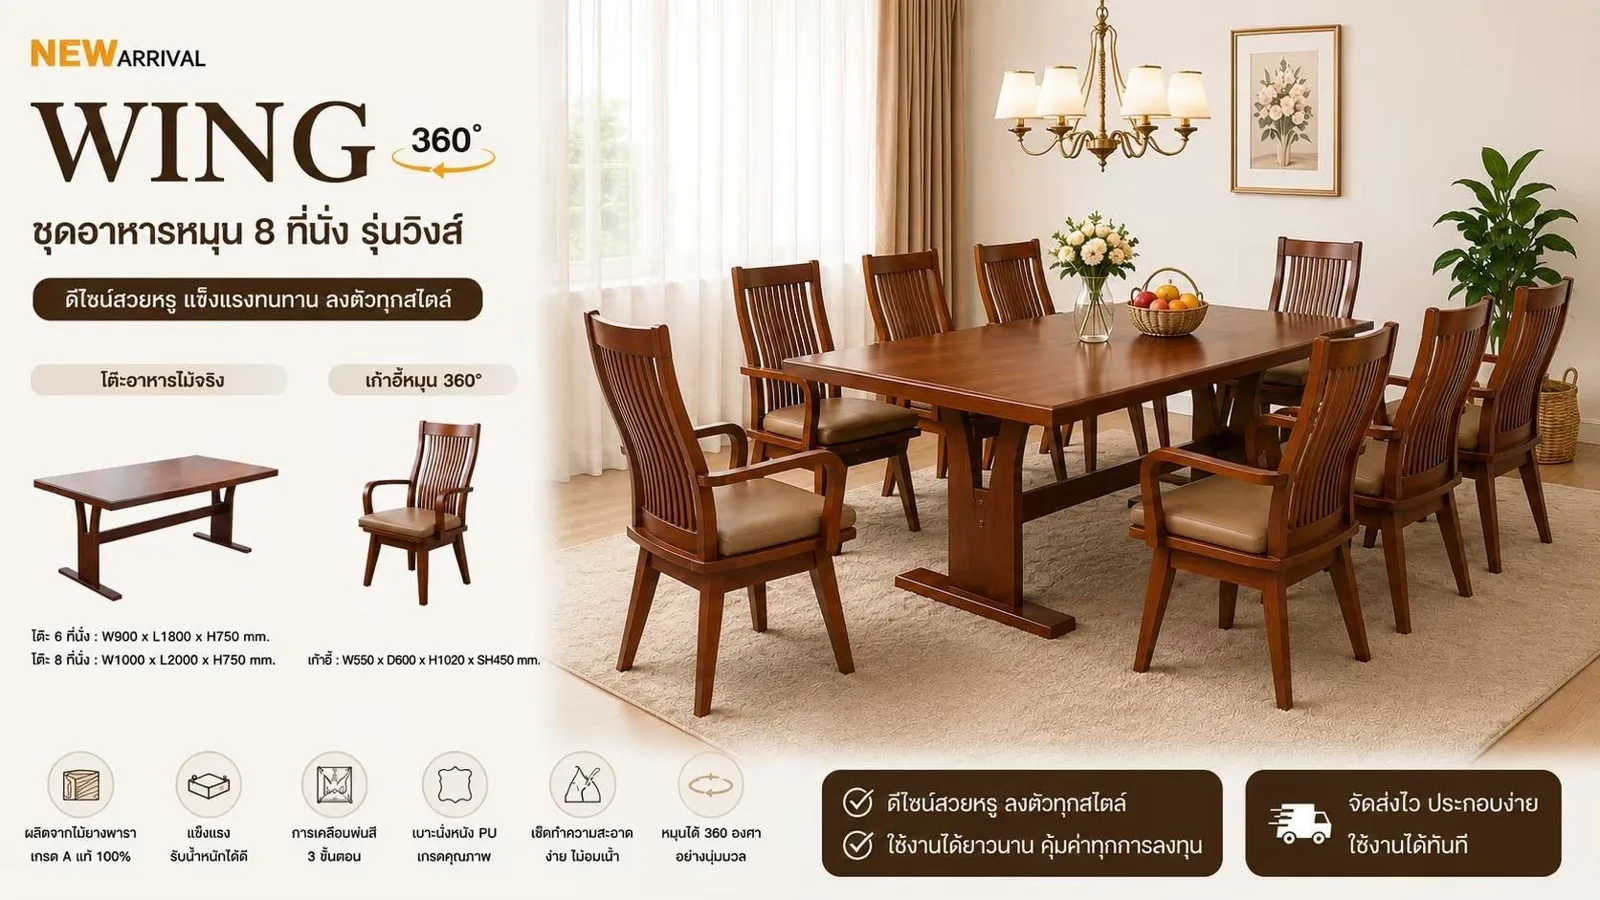 NEW ARRIVAL
WING 360°
ชุดอาหารหมุน 8 ที่นั่ง รุ่นวิงส์
ดีไซน์สวยหรู แข็งแรงทนทาน ลงตัวทุกสไตล์
โต๊ะอาหารไม้จริง
เก้าอี้หมุน 360°
โต๊ะ 6 ที่นั่ง : W900 x L1800 x H750 mm.
โต๊ะ 8 ที่นั่ง : W1000 x L2000 x H750 mm.
เก้าอี้ : W550 x D600 x H1020 x SH450 mm.
ผลิตจากไม้ยางพารา
เกรด A แท้ 100%
แข็งแรง
รับน้ำหนักได้ดี
การเคลือบพ่นสี
3 ขั้นตอน
เบาะนั่งหนัง PU
เกรดคุณภาพ
เช็ดทำความสะอาด
ง่าย ไม่อมน้ำ
หมุนได้ 360 องศา
อย่างนุ่มนวล
ดีไซน์สวยหรู ลงตัวทุกสไตล์
ใช้งานได้ยาวนาน คุ้มค่าทุกการลงทุน
จัดส่งไว ประกอบง่าย
ใช้งานได้ทันที